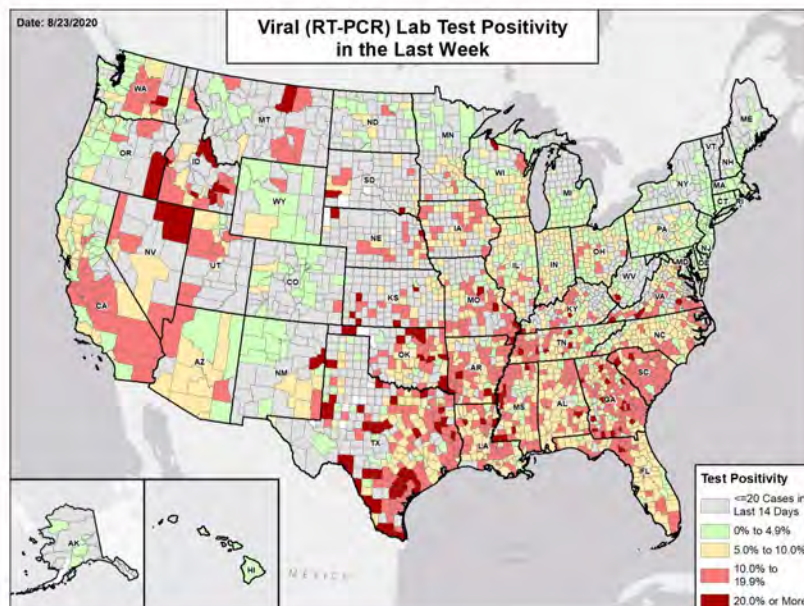 Date: 8/23/2020
Viral (RT-PCR) Lab Test Positivity
in the Last Week
WA
MT
ND
MN
ME
OR
ID
WY
SD
WI
MI
VT
NH
NY
MA
CT
RI
NV
UT
CO
NE
IA
IL
IN
OH
PA
NJ
MD
DE
CA
KS
MO
KY
WV
VA
AZ
NM
OK
AR
TN
NC
SC
TX
LA
MS
AL
GA
FL
AK
HI
MEXICO
Test Positivity
<=20 Cases in
Last 14 Days
0% to 4.9%
5.0% to 10.0%
10.0% to
19.9%
20.0% or More